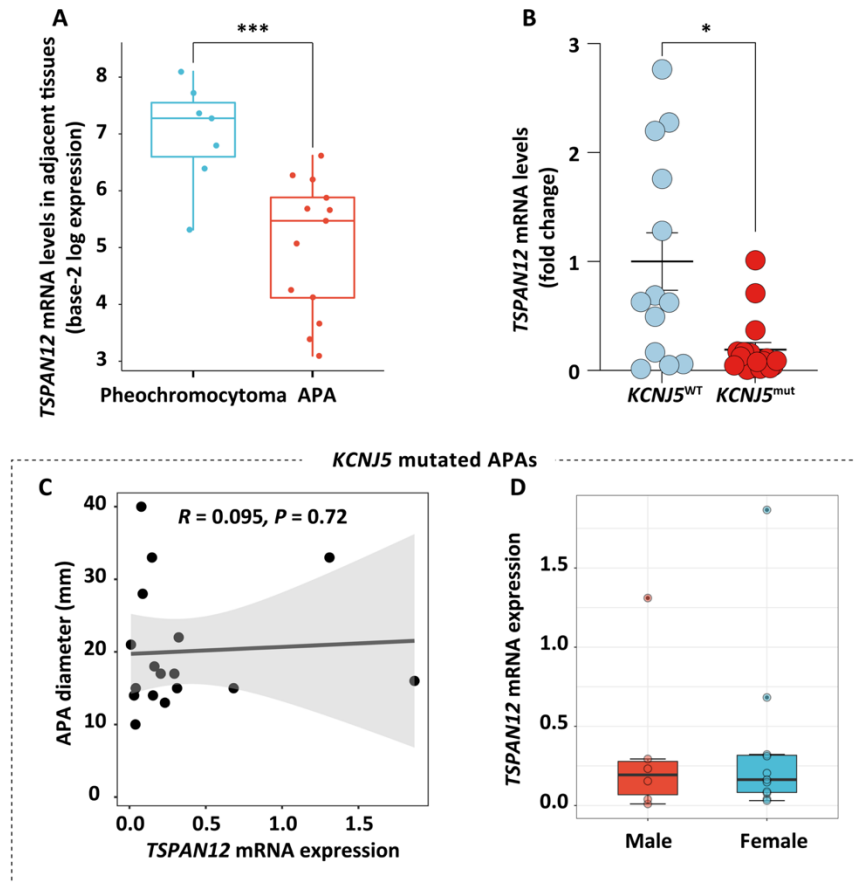 A
***
TSPAN12 mRNA levels in adjacent tissues
(base-2 log expression)
8
7
6
5
4
3
Pheochromocytoma APA
B
*
TSPAN12 mRNA levels
(fold change)
3
2
1
0
KCNJ5WT KCNJ5mut
KCNJ5 mutated APAs
C
R = 0.095, P = 0.72
APA diameter (mm)
40
30
20
10
0
0.0 0.5 1.0 1.5
TSPAN12 mRNA expression
D
TSPAN12 mRNA expression
1.5
1.0
0.5
0.0
Male Female